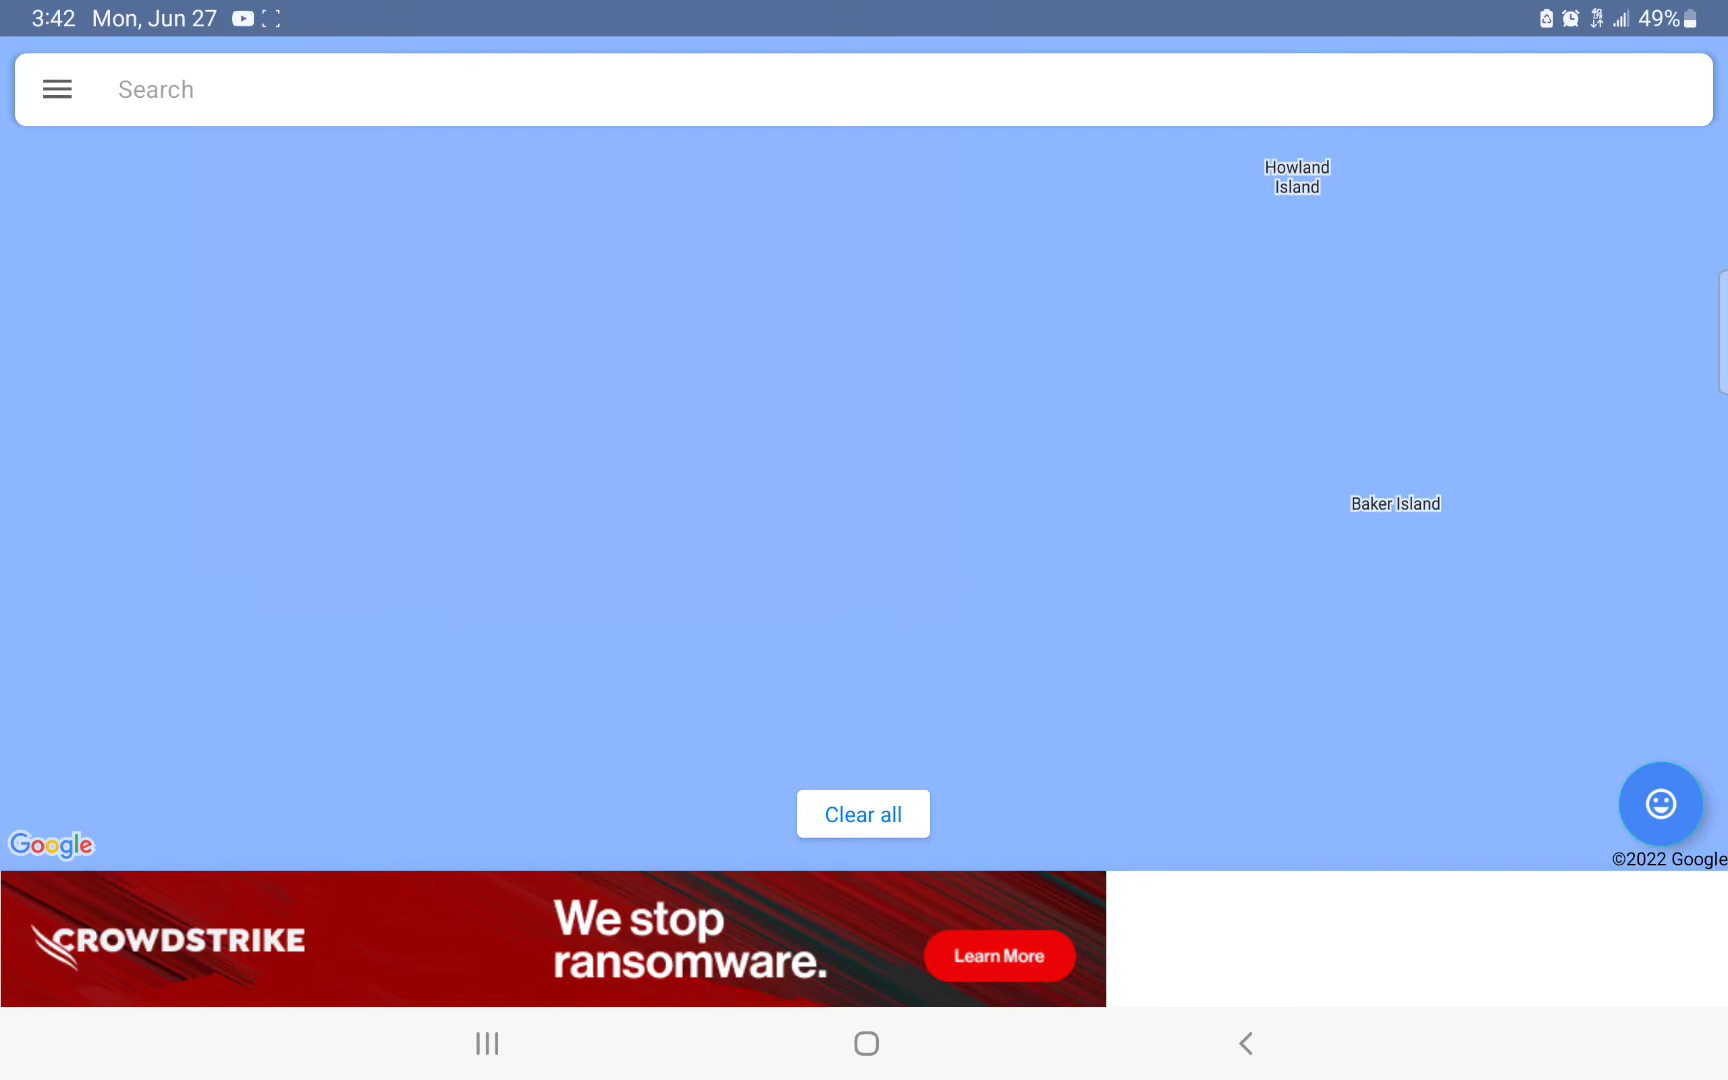 3:42 Mon, Jun 27
4G 49%
Search
Howland
Island
Baker Island
Clear all
Google
©2022 Google
CROWDSTRIKE
We stop
ransomware.
Learn More